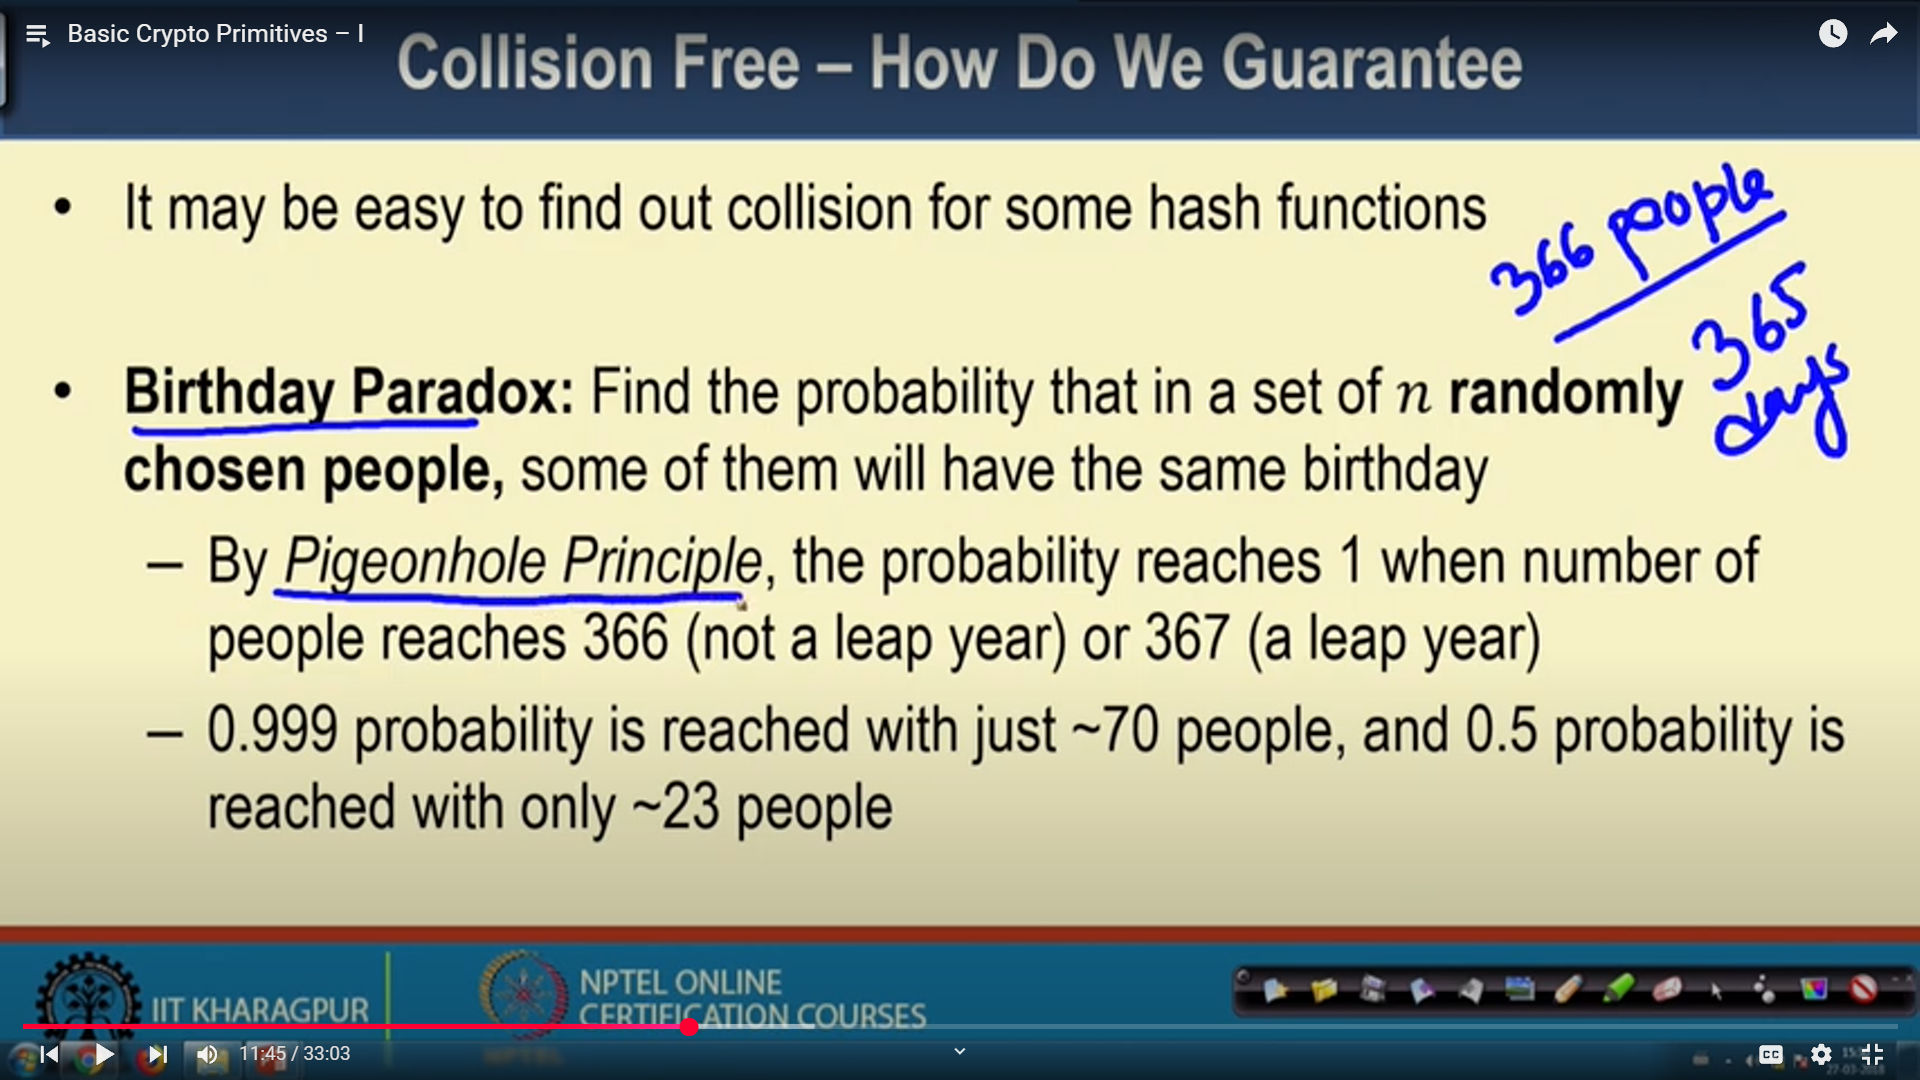 Basic Crypto Primitives – I
Collision Free – How Do We Guarantee
• It may be easy to find out collision for some hash functions
366 people
365
days
• Birthday Paradox: Find the probability that in a set of n randomly
chosen people, some of them will have the same birthday
– By Pigeonhole Principle, the probability reaches 1 when number of
people reaches 366 (not a leap year) or 367 (a leap year)
– 0.999 probability is reached with just ~70 people, and 0.5 probability is
reached with only ~23 people
IIT KHARAGPUR
NPTEL ONLINE
CERTIFICATION COURSES
11:45 / 33:03
CC